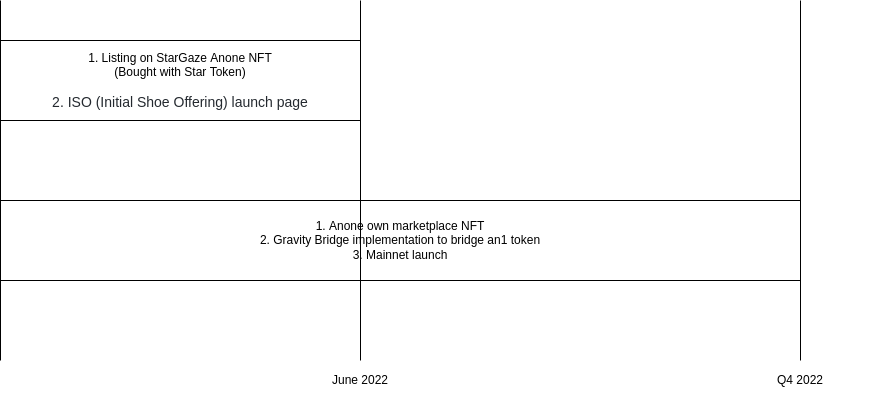 1. Listing on StarGaze Anone NFT
(Bought with Star Token)
2. ISO (Initial Shoe Offering) launch page
1. Anone own marketplace NFT
2. Gravity Bridge implementation to bridge an1 token
3. Mainnet launch
June 2022
Q4 2022